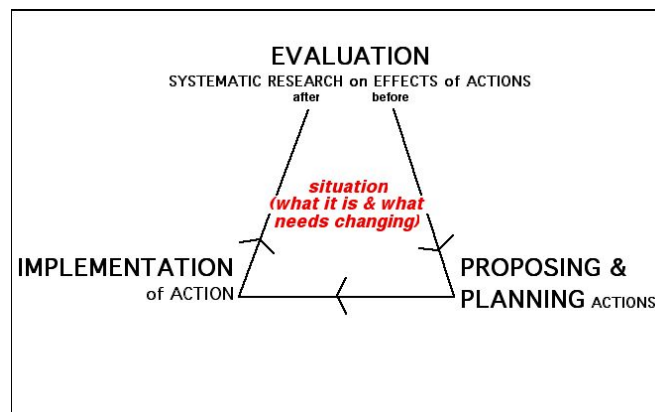 EVALUATION
SYSTEMATIC RESEARCH on EFFECTS of ACTIONS
after before
situation
(what it is & what
needs changing)
IMPLEMENTATION
of ACTION
PROPOSING &
PLANNING ACTIONS